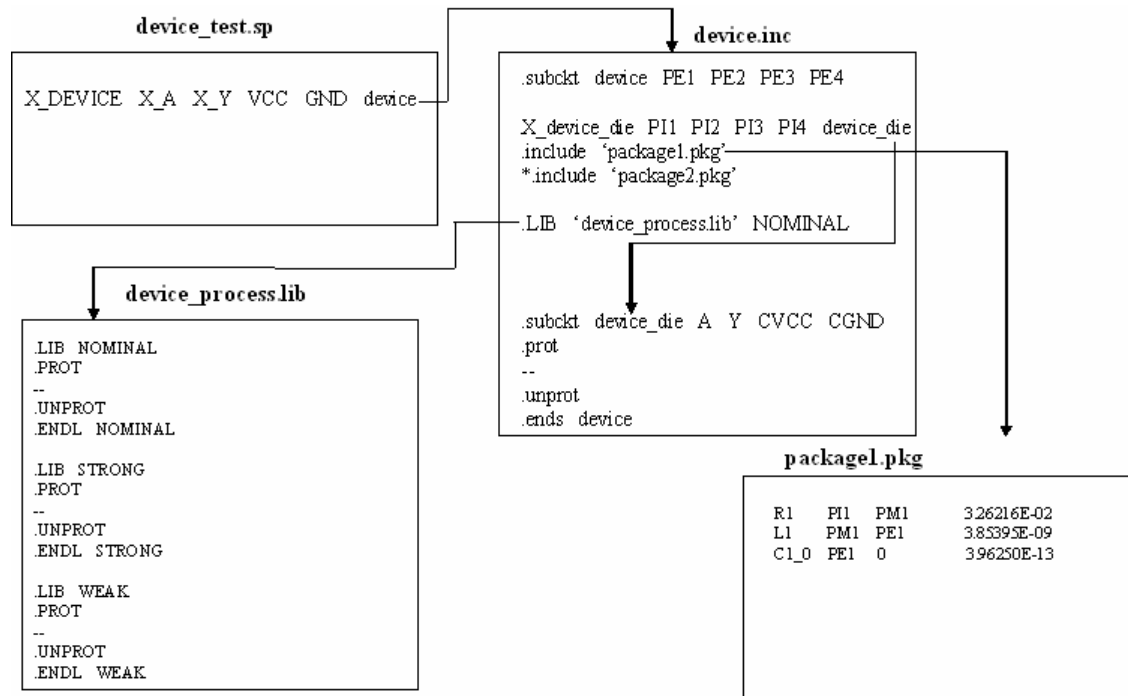 device_test.sp
X_DEVICE X_A X_Y VCC GND device
device.inc
.subckt device PE1 PE2 PE3 PE4
X_device_die PI1 PI2 PI3 PI4 device_die
.include ‘package1.pkg’
*.include ‘package2.pkg’
.LIB ‘device_process.lib’ NOMINAL
.subckt device_die A Y CVCC CGND
.prot
--
.unprot
.ends device
device_process.lib
.LIB NOMINAL
.PROT
--
.UNPROT
.ENDL NOMINAL
.LIB STRONG
.PROT
--
.UNPROT
.ENDL STRONG
.LIB WEAK
.PROT
--
.UNPROT
.ENDL WEAK
package1.pkg
R1 PI1 PM1 3.26216E-02
L1 PM1 PE1 3.85395E-09
C1_0 PE1 0 3.96250E-13